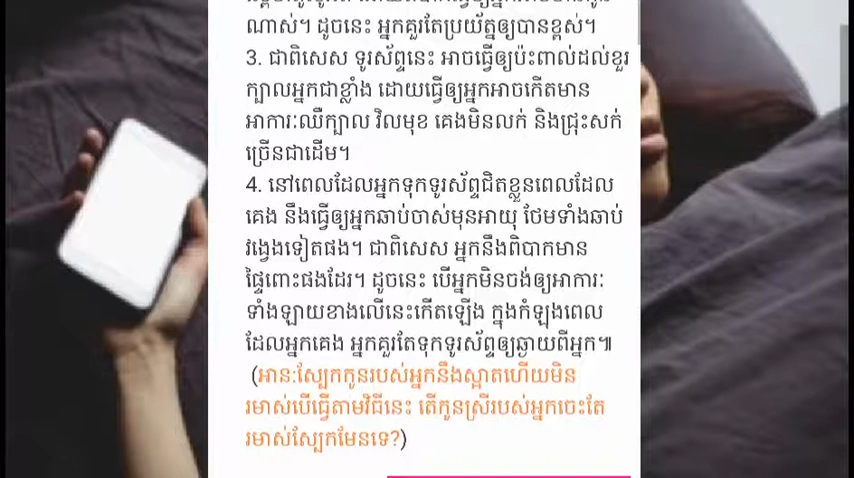 ណាស់។ ដូចនេះ អ្នកគួរតែប្រយ័ត្នឲ្យបានខ្ពស់។
3. ជាពិសេស ទូរស័ព្ទនេះ អាចធ្វើឲ្យប៉ះពាល់ដល់ខួរ
ក្បាលអ្នកជាខ្លាំង ដោយធ្វើឲ្យអ្នកអាចកើតមាន
អាការៈឈឺក្បាល វិលមុខ គេងមិនលក់ និងជ្រុះសក់
ច្រើនជាដើម។
4. នៅពេលដែលអ្នកទុកទូរស័ព្ទជិតខ្លួនពេលដែល
គេង នឹងធ្វើឲ្យអ្នកឆាប់ចាស់មុនអាយុ ថែមទាំងឆាប់
វង្វេងទៀតផង។ ជាពិសេស អ្នកនឹងពិបាកមាន
ផ្ទៃពោះផងដែរ។ ដូចនេះ បើអ្នកមិនចង់ឲ្យអាការៈ
ទាំងឡាយខាងលើនេះកើតឡើង ក្នុងកំឡុងពេល
ដែលអ្នកគេង អ្នកគួរតែទុកទូរស័ព្ទឲ្យឆ្ងាយពីអ្នក៕
(អាន:ស្បែកកូនរបស់អ្នកនឹងស្អាតហើយមិន
រមាស់បើធ្វើតាមវិធីនេះ តើកូនស្រីរបស់អ្នកចេះតែ
រមាស់ស្បែកមែនទេ?)